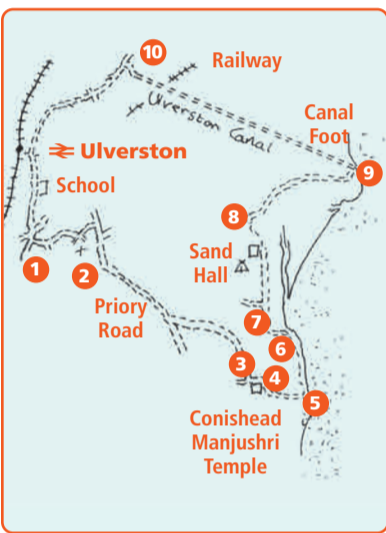 10
Railway
Ulverston Canal
Canal
Foot
Ulverston
9
School
8
Sand
Hall
1
2
7
Priory
Road
6
3
4
5
Conishead
Manjushri
Temple